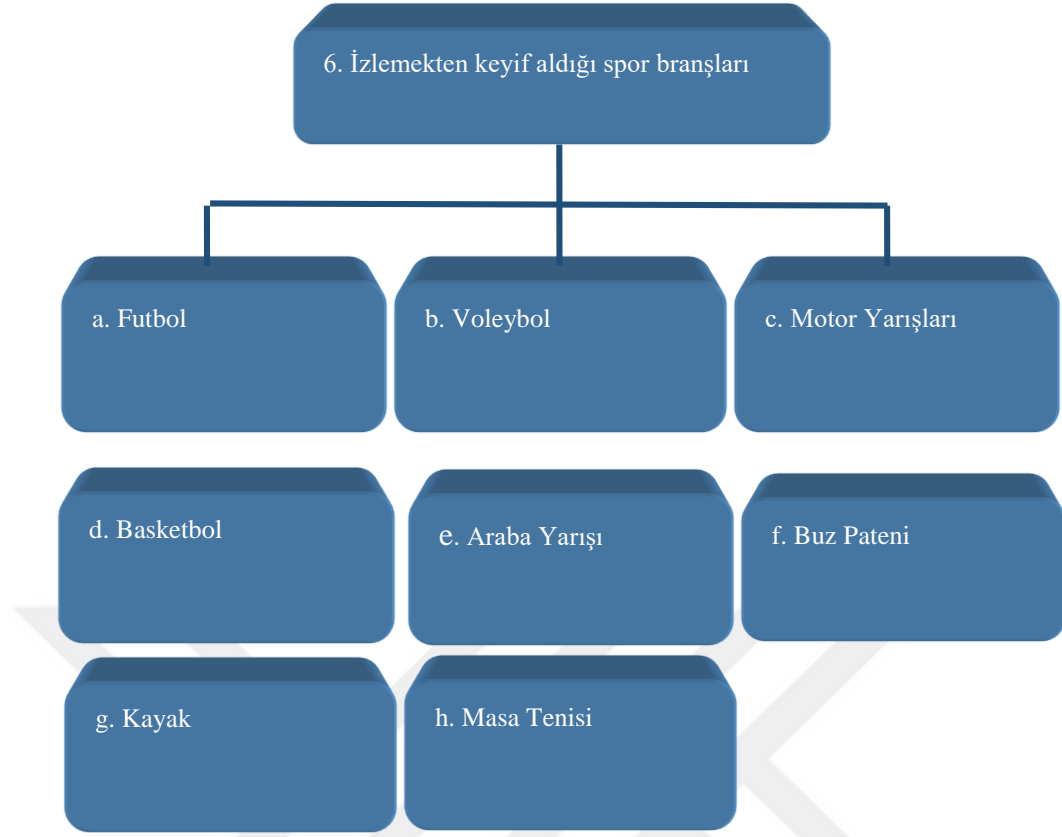 6. İzlemekten keyif aldığı spor branşları
a. Futbol
b. Voleybol
c. Motor Yarışları
d. Basketbol
e. Araba Yarışı
f. Buz Pateni
g. Kayak
h. Masa Tenisi